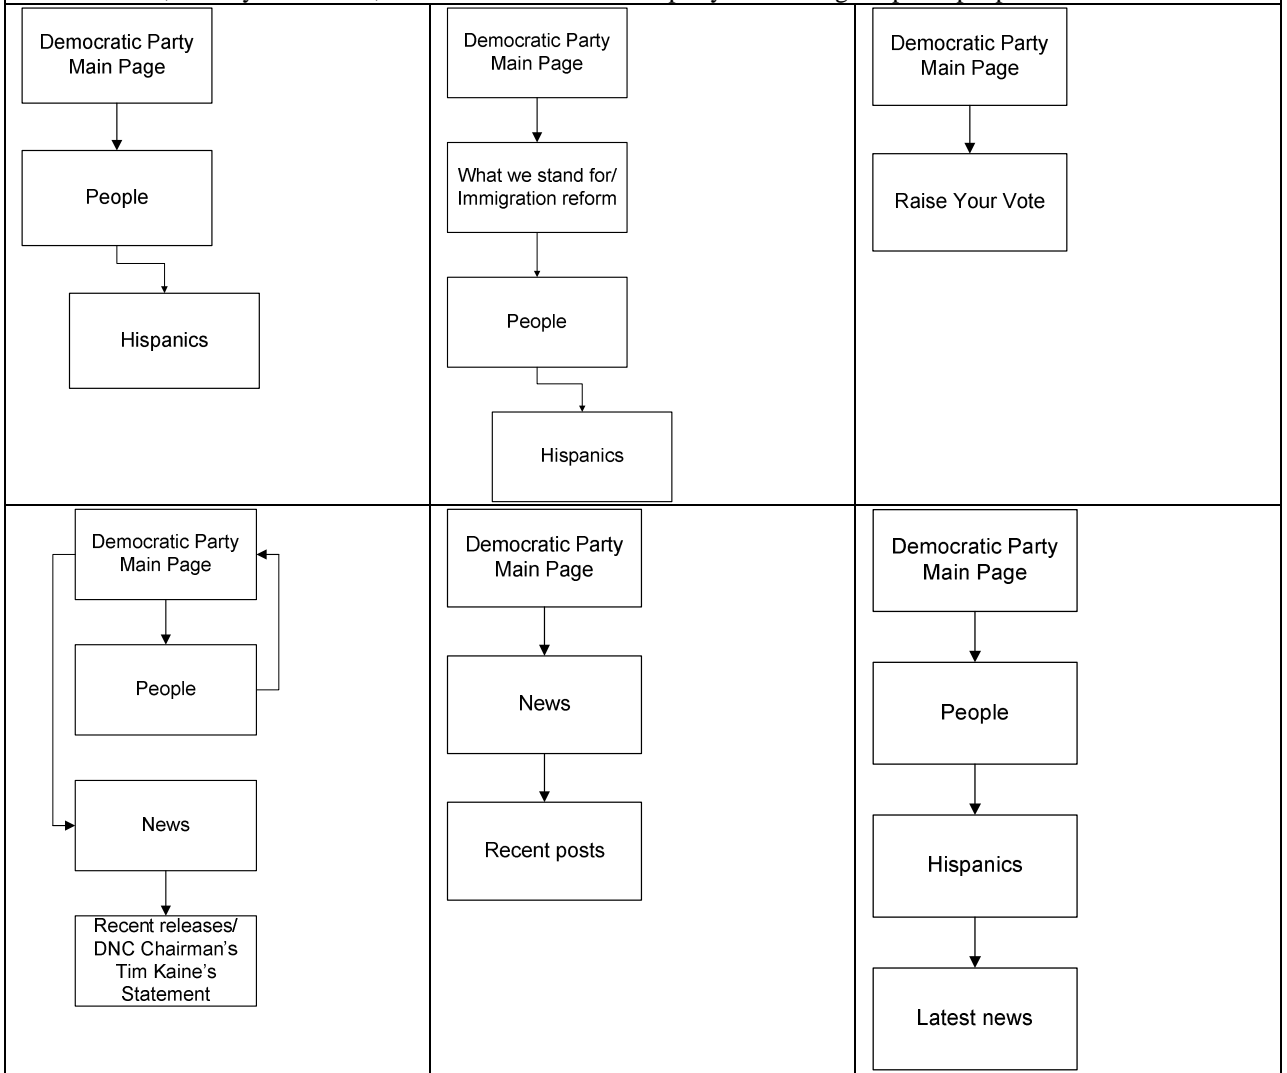 Democratic Party
Main Page
People
Hispanics
Democratic Party
Main Page
What we stand for/
Immigration reform
People
Hispanics
Democratic Party
Main Page
Raise Your Vote
Democratic Party
Main Page
People
News
Recent releases/
DNC Chairman's
Tim Kaine's
Statement
Democratic Party
Main Page
News
Recent posts
Democratic Party
Main Page
People
Hispanics
Latest news